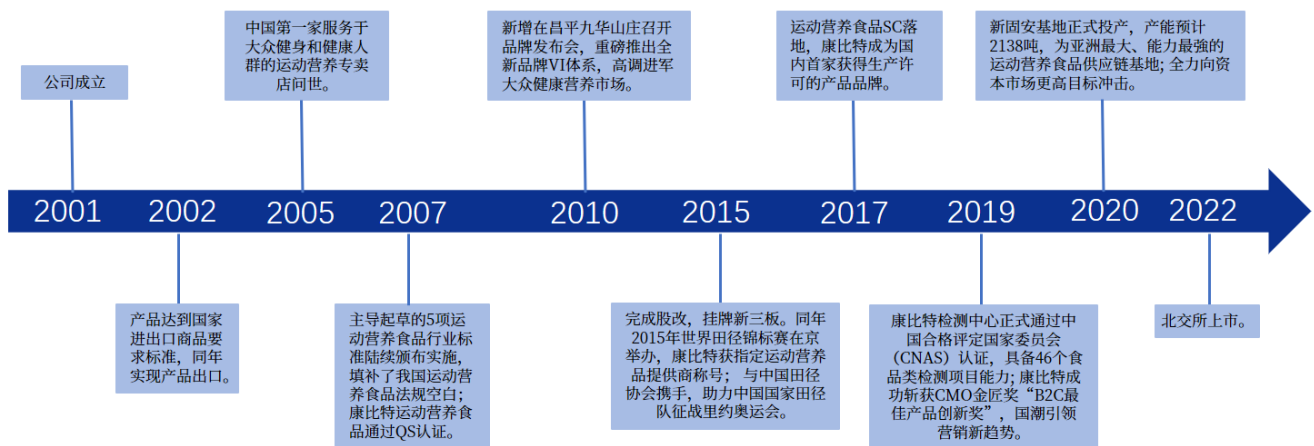 公司成立
中国第一家服务于
大众健身和健康人
群的运动营养专卖
店问世。
新增在昌平九华山庄召开
品牌发布会，重磅推出全
新品牌VI体系，高调进军
大众健康营养市场。
运动营养食品SC落
地，康比特成为国
内首家获得生产许
可的产品品牌。
新固安基地正式投产，产能预计
2138吨，为亚洲最大、能力最強的
运动营养食品供应链基地; 全力向资
本市场更高目标冲击。
2001
2002
2005
2007
2010
2015
2017
2019
2020
2022
产品达到国家
进出口商品要
求标准，同年
实现产品出口。
主导起草的5项运
动营养食品行业标
准陆续颁布实施，
填补了我国运动营
养食品法规空白；
康比特运动营养食
品通过QS认证。
完成股改，挂牌新三板。同年
2015年世界田径锦标赛在京
举办，康比特获指定运动营养
品提供商称号； 与中国田径
协会携手，助力中国国家田径
队征战里约奥运会。
康比特检测中心正式通过中
国合格评定国家委员会
（CNAS）认证，具备46个食
品类检测项目能力; 康比特成
功斩获CMO金匠奖“B2C最
佳产品创新奖”，国潮引领
营销新趋势。
北交所上市。